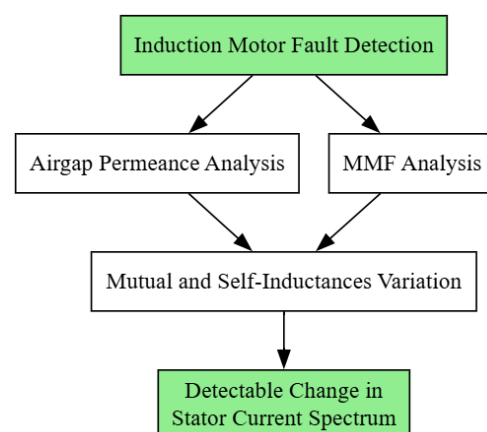 Induction Motor Fault Detection
Airgap Permeance Analysis
MMF Analysis
Mutual and Self-Inductances Variation
Detectable Change in
Stator Current Spectrum